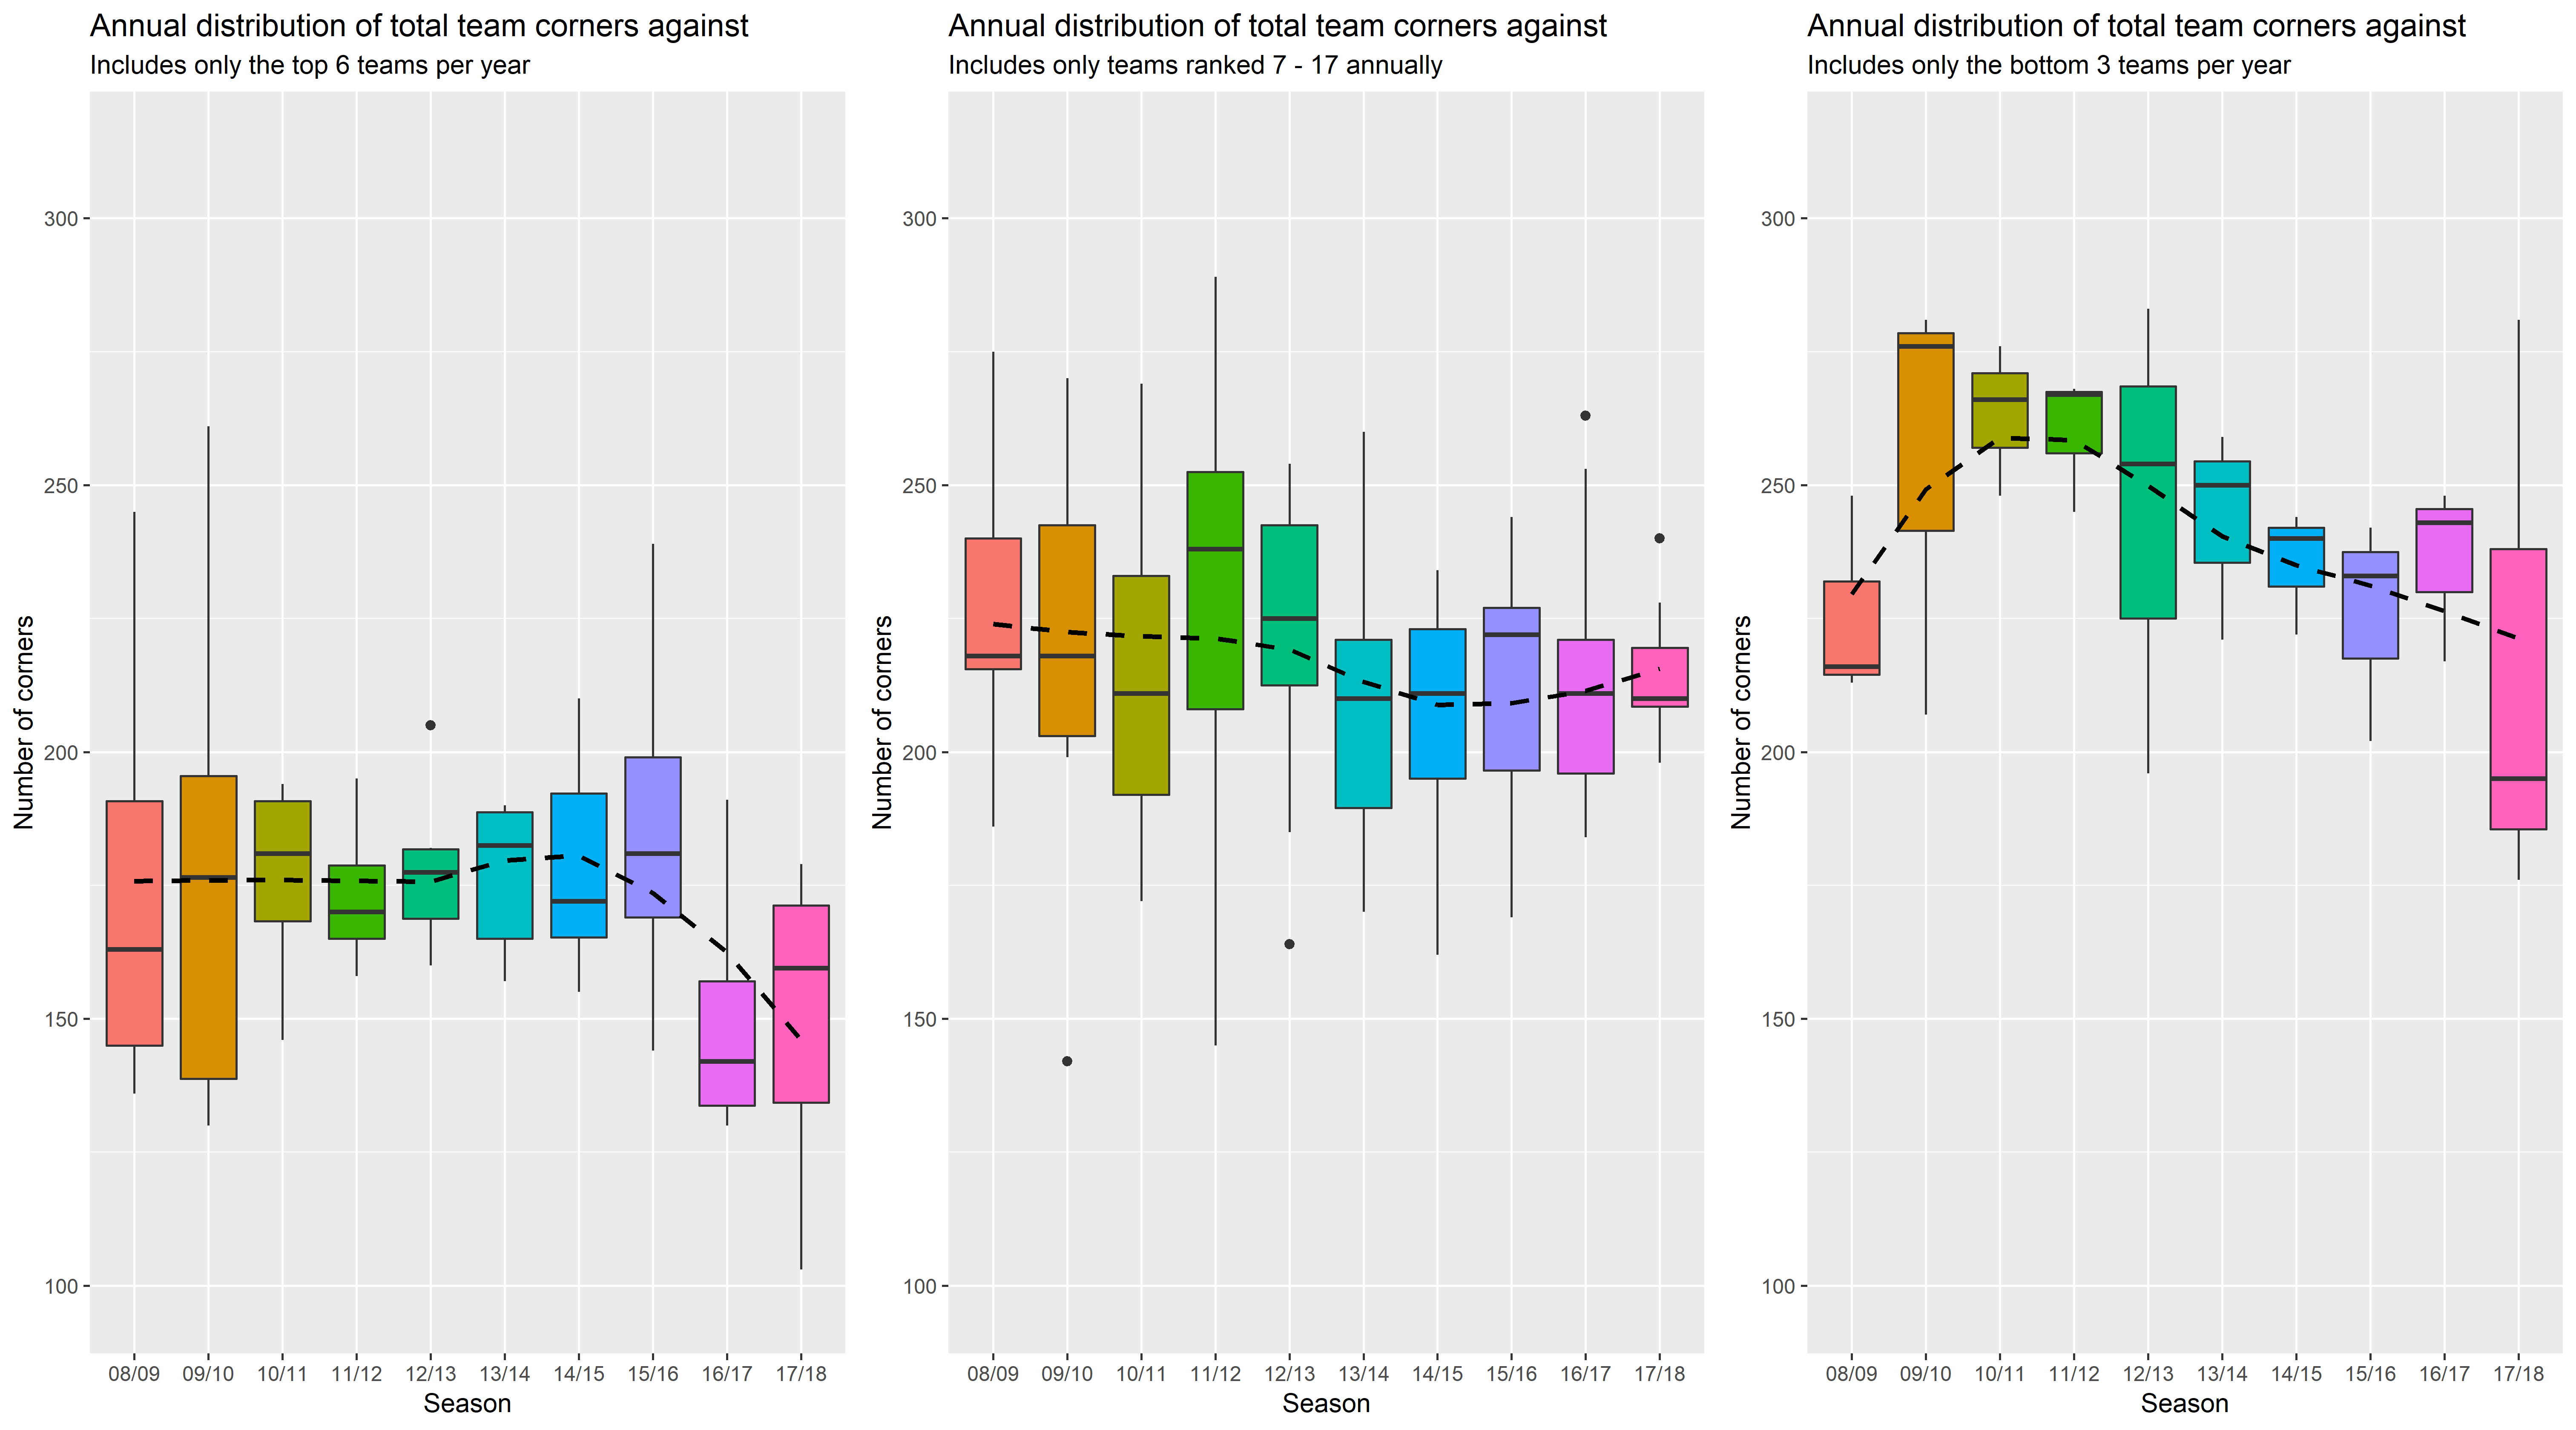 Annual distribution of total team corners against
Includes only the top 6 teams per year
Number of corners
300
250
200
150
100
08/09 09/10 10/11 11/12 12/13 13/14 14/15 15/16 16/17 17/18
Season
Annual distribution of total team corners against
Includes only teams ranked 7 - 17 annually
Number of corners
300
250
200
150
100
08/09 09/10 10/11 11/12 12/13 13/14 14/15 15/16 16/17 17/18
Season
Annual distribution of total team corners against
Includes only the bottom 3 teams per year
Number of corners
300
250
200
150
100
08/09 09/10 10/11 11/12 12/13 13/14 14/15 15/16 16/17 17/18
Season